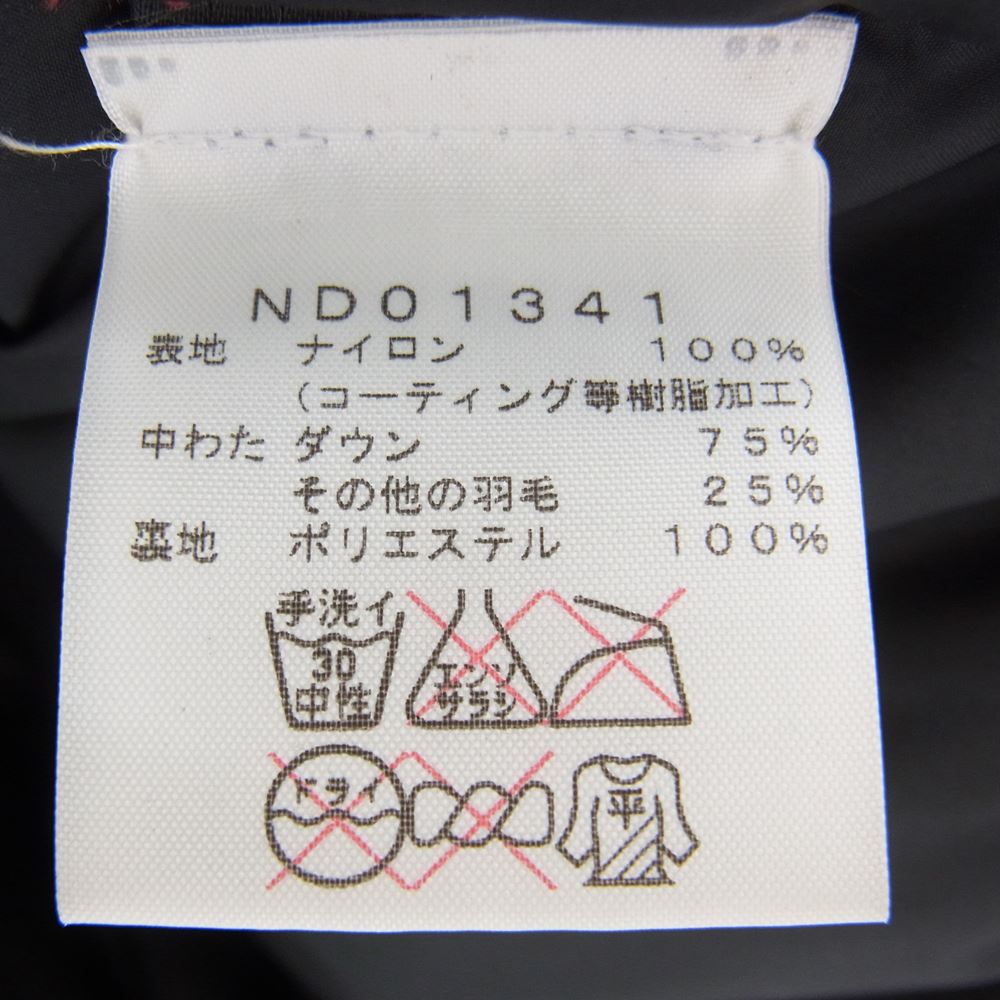 ND01341
表地 ナイロン 100%
(コーティング等樹脂加工)
中わた ダウン 75%
その他の羽毛 25%
裏地 ポリエステル 100%
手洗イ
30
中性
エンソ
サラシ
ドライ
平